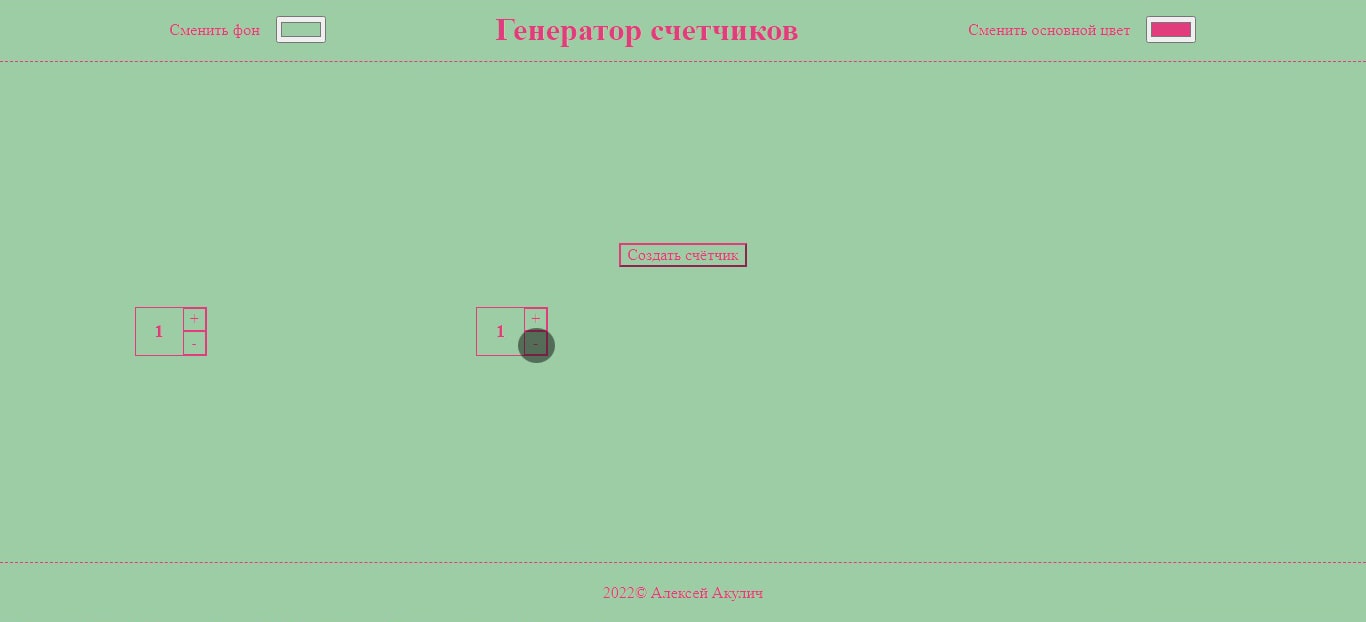 Сменить фон
Генератор счетчиков
Сменить основной цвет
Создать счётчик
1
+
-
1
+
-
2022© Алексей Акулич